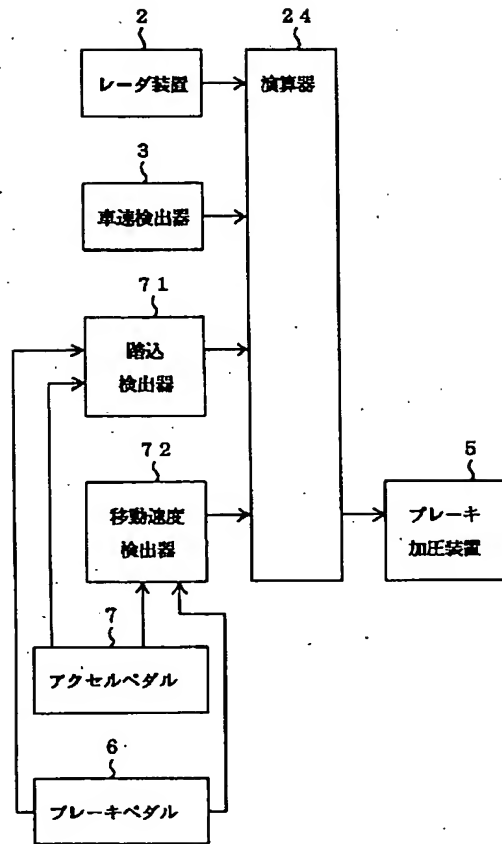 2
レーダ装置
24
演算器
3
車速検出器
71
踏込
検出器
72
移動速度
検出器
5
ブレーキ
加圧装置
7
アクセルペダル
6
ブレーキペダル